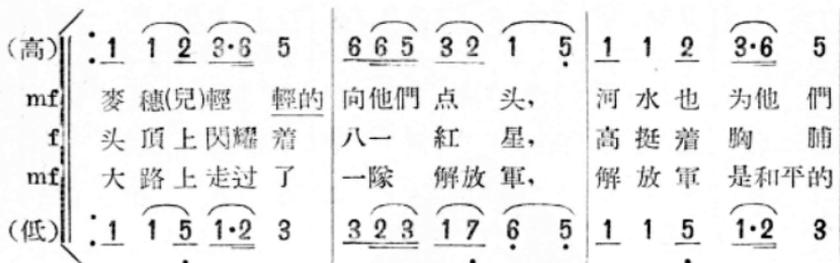 (高) 1 1 2 3·6 5 6 6 5 3 2 1 5 1 1 2 3·6 5
mf 麥穗(兒)輕 輕的 向他們 点 头， 河 水 也 为他 們
f 头 頂 上 閃耀 着 八一 紅 星， 高 挺 着 胸 脯
mf 大 路 上 走过 了 一隊 解放 軍， 解 放 軍 是和平的
(低) 1 1 5 1·2 3 3 2 3 1 7 6 5 1 1 5 1·2 3